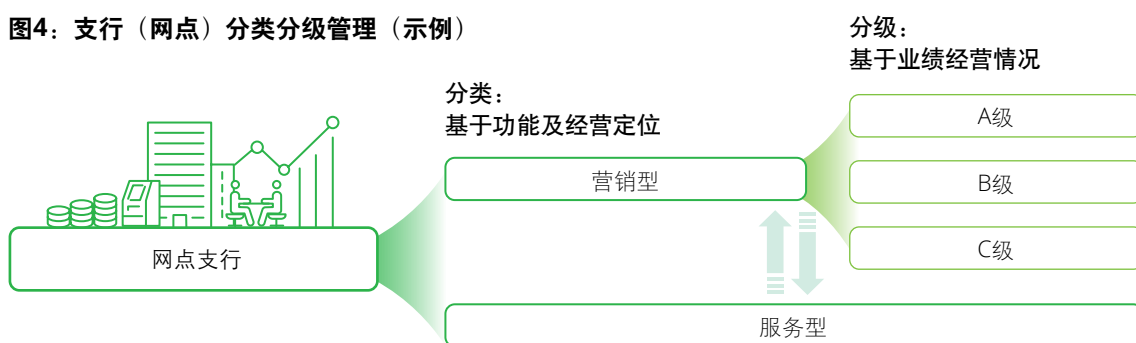 图4：支行（网点）分类分级管理（示例）
分级：
基于业绩经营情况
分类：
基于功能及经营定位
A级
营销型
B级
网点支行
C级
服务型